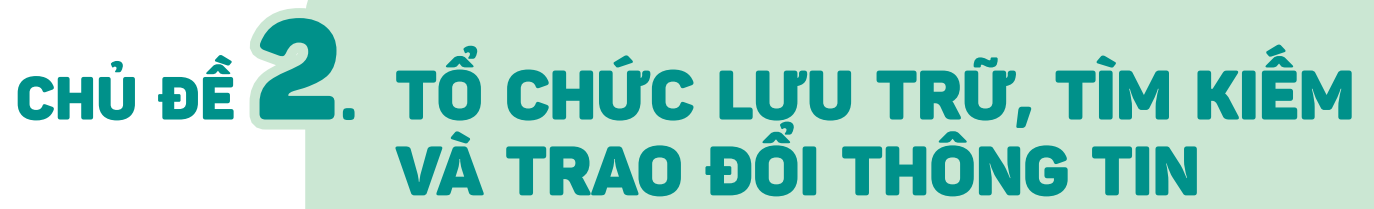 CHỦ ĐỀ 2. TỔ CHỨC LƯU TRỮ, TÌM KIẾM
VÀ TRAO ĐỔI THÔNG TIN